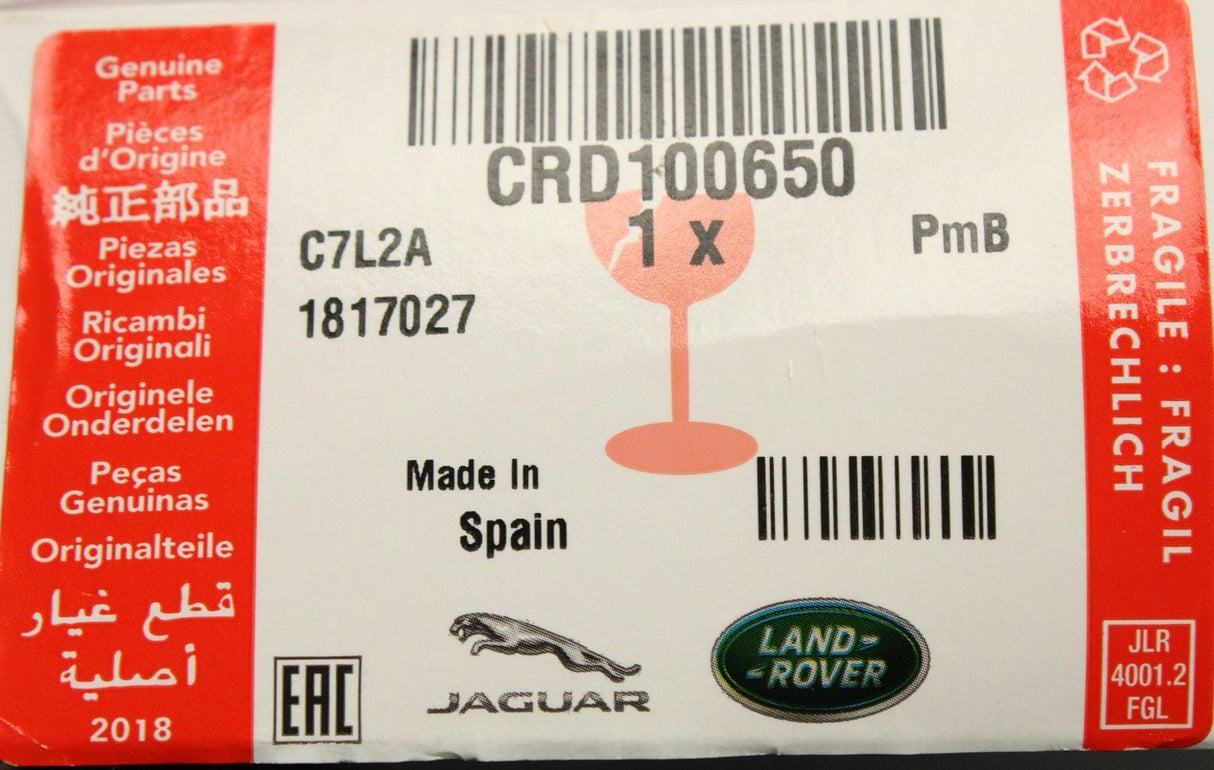 Genuine
Parts
Pièces
d'Origine
純正部品
Piezas
Originales
Ricambi
Originali
Originele
Onderdelen
Peças
Genuinas
Originalteile
قطع غيار
أصلية
2018
CRD100650
1 x
C7L2A
PmB
1817027
Made In
Spain
EAC
JAGUAR
LAND-
-ROVER
FRAGILE : FRAGIL
ZERBRECHLICH
JLR
4001.2
FGL